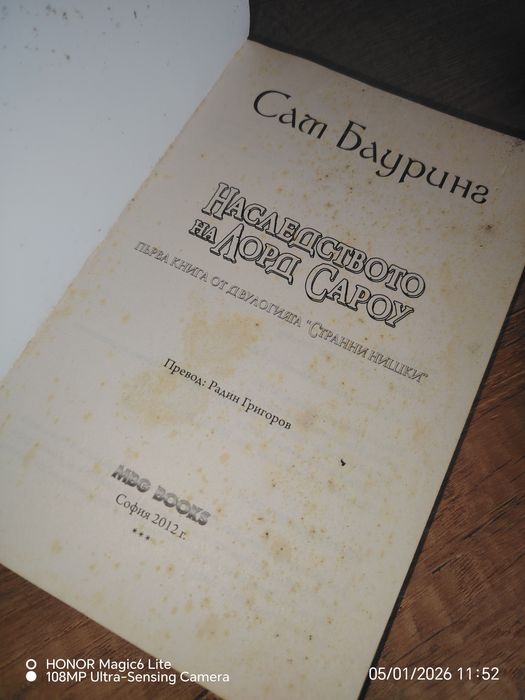 Сам Бауринг
Наследството
на Лорд Сароу
първа книга от двулогията "Странни нишки"
Превод: Радин Григоров
MBG BOOKS
София 2012 г.
***
HONOR Magic6 Lite
108MP Ultra-Sensing Camera
05/01/2026 11:52